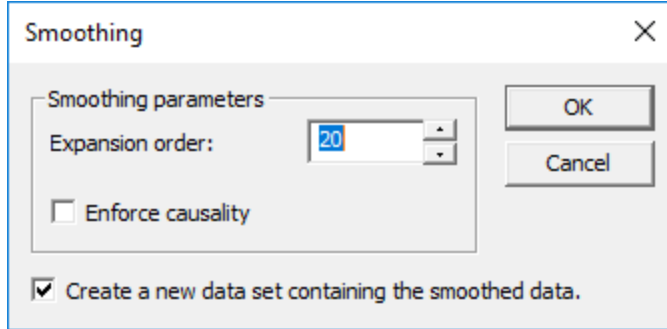 Smoothing
Smoothing parameters
Expansion order: 20
Enforce causality
OK
Cancel
Create a new data set containing the smoothed data.